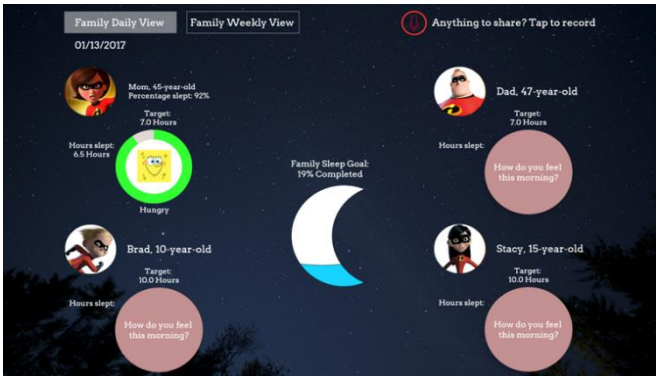 Family Daily View
Family Weekly View
Anything to share? Tap to record
01/13/2017
Mom, 45-year-old
Percentage slept: 92%
Target:
7.0 Hours
Hours slept:
6.5 Hours
Hungry
Dad, 47-year-old
Target:
7.0 Hours
Hours slept:
How do you feel
this morning?
Family Sleep Goal:
19% Completed
Brad, 10-year-old
Target:
10.0 Hours
Hours slept:
How do you feel
this morning?
Stacy, 15-year-old
Target:
10.0 Hours
Hours slept:
How do you feel
this morning?